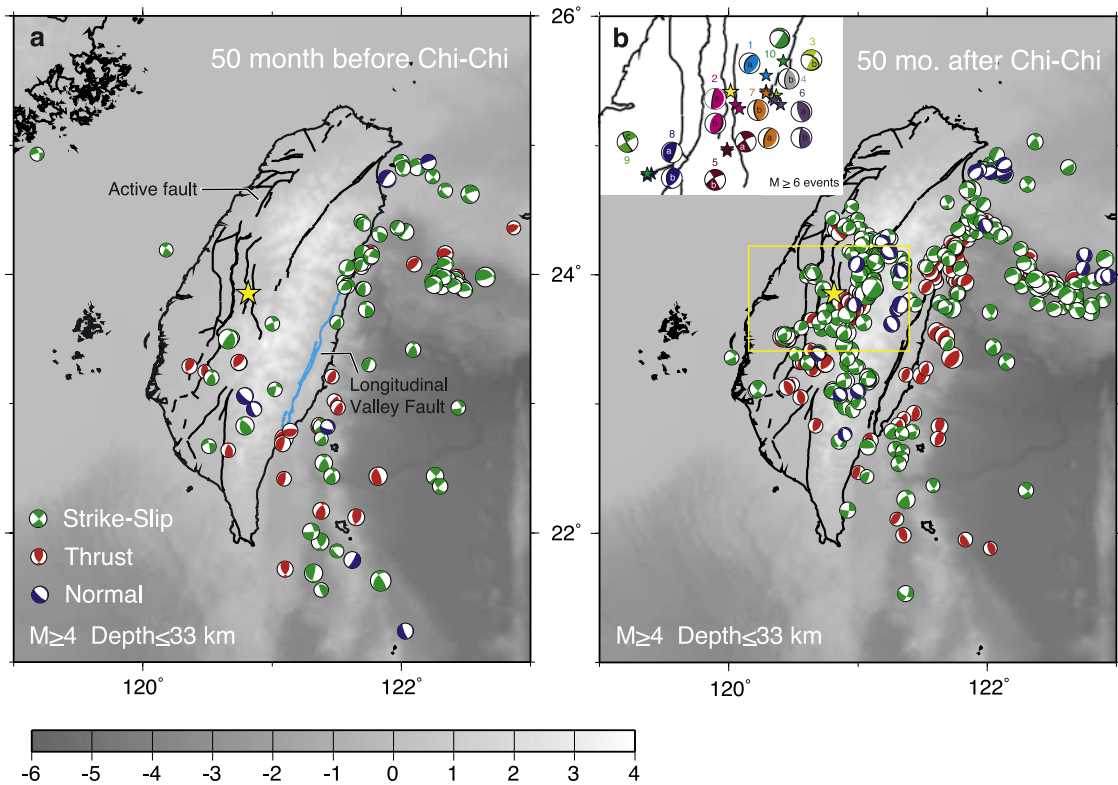 a
50 month before Chi-Chi
Active fault
Longitudinal
Valley Fault
Strike-Slip
Thrust
Normal
M≥4 Depth≤33 km
120°
122°
b
50 mo. after Chi-Chi
1
10
3
2
7
4
6
8
9
5
a
b
b
a
b
b
a
b
a
b
c
a
b
a
b
M ≥ 6 events
26°
24°
22°
M≥4 Depth≤33 km
120°
122°
-6
-5
-4
-3
-2
-1
0
1
2
3
4